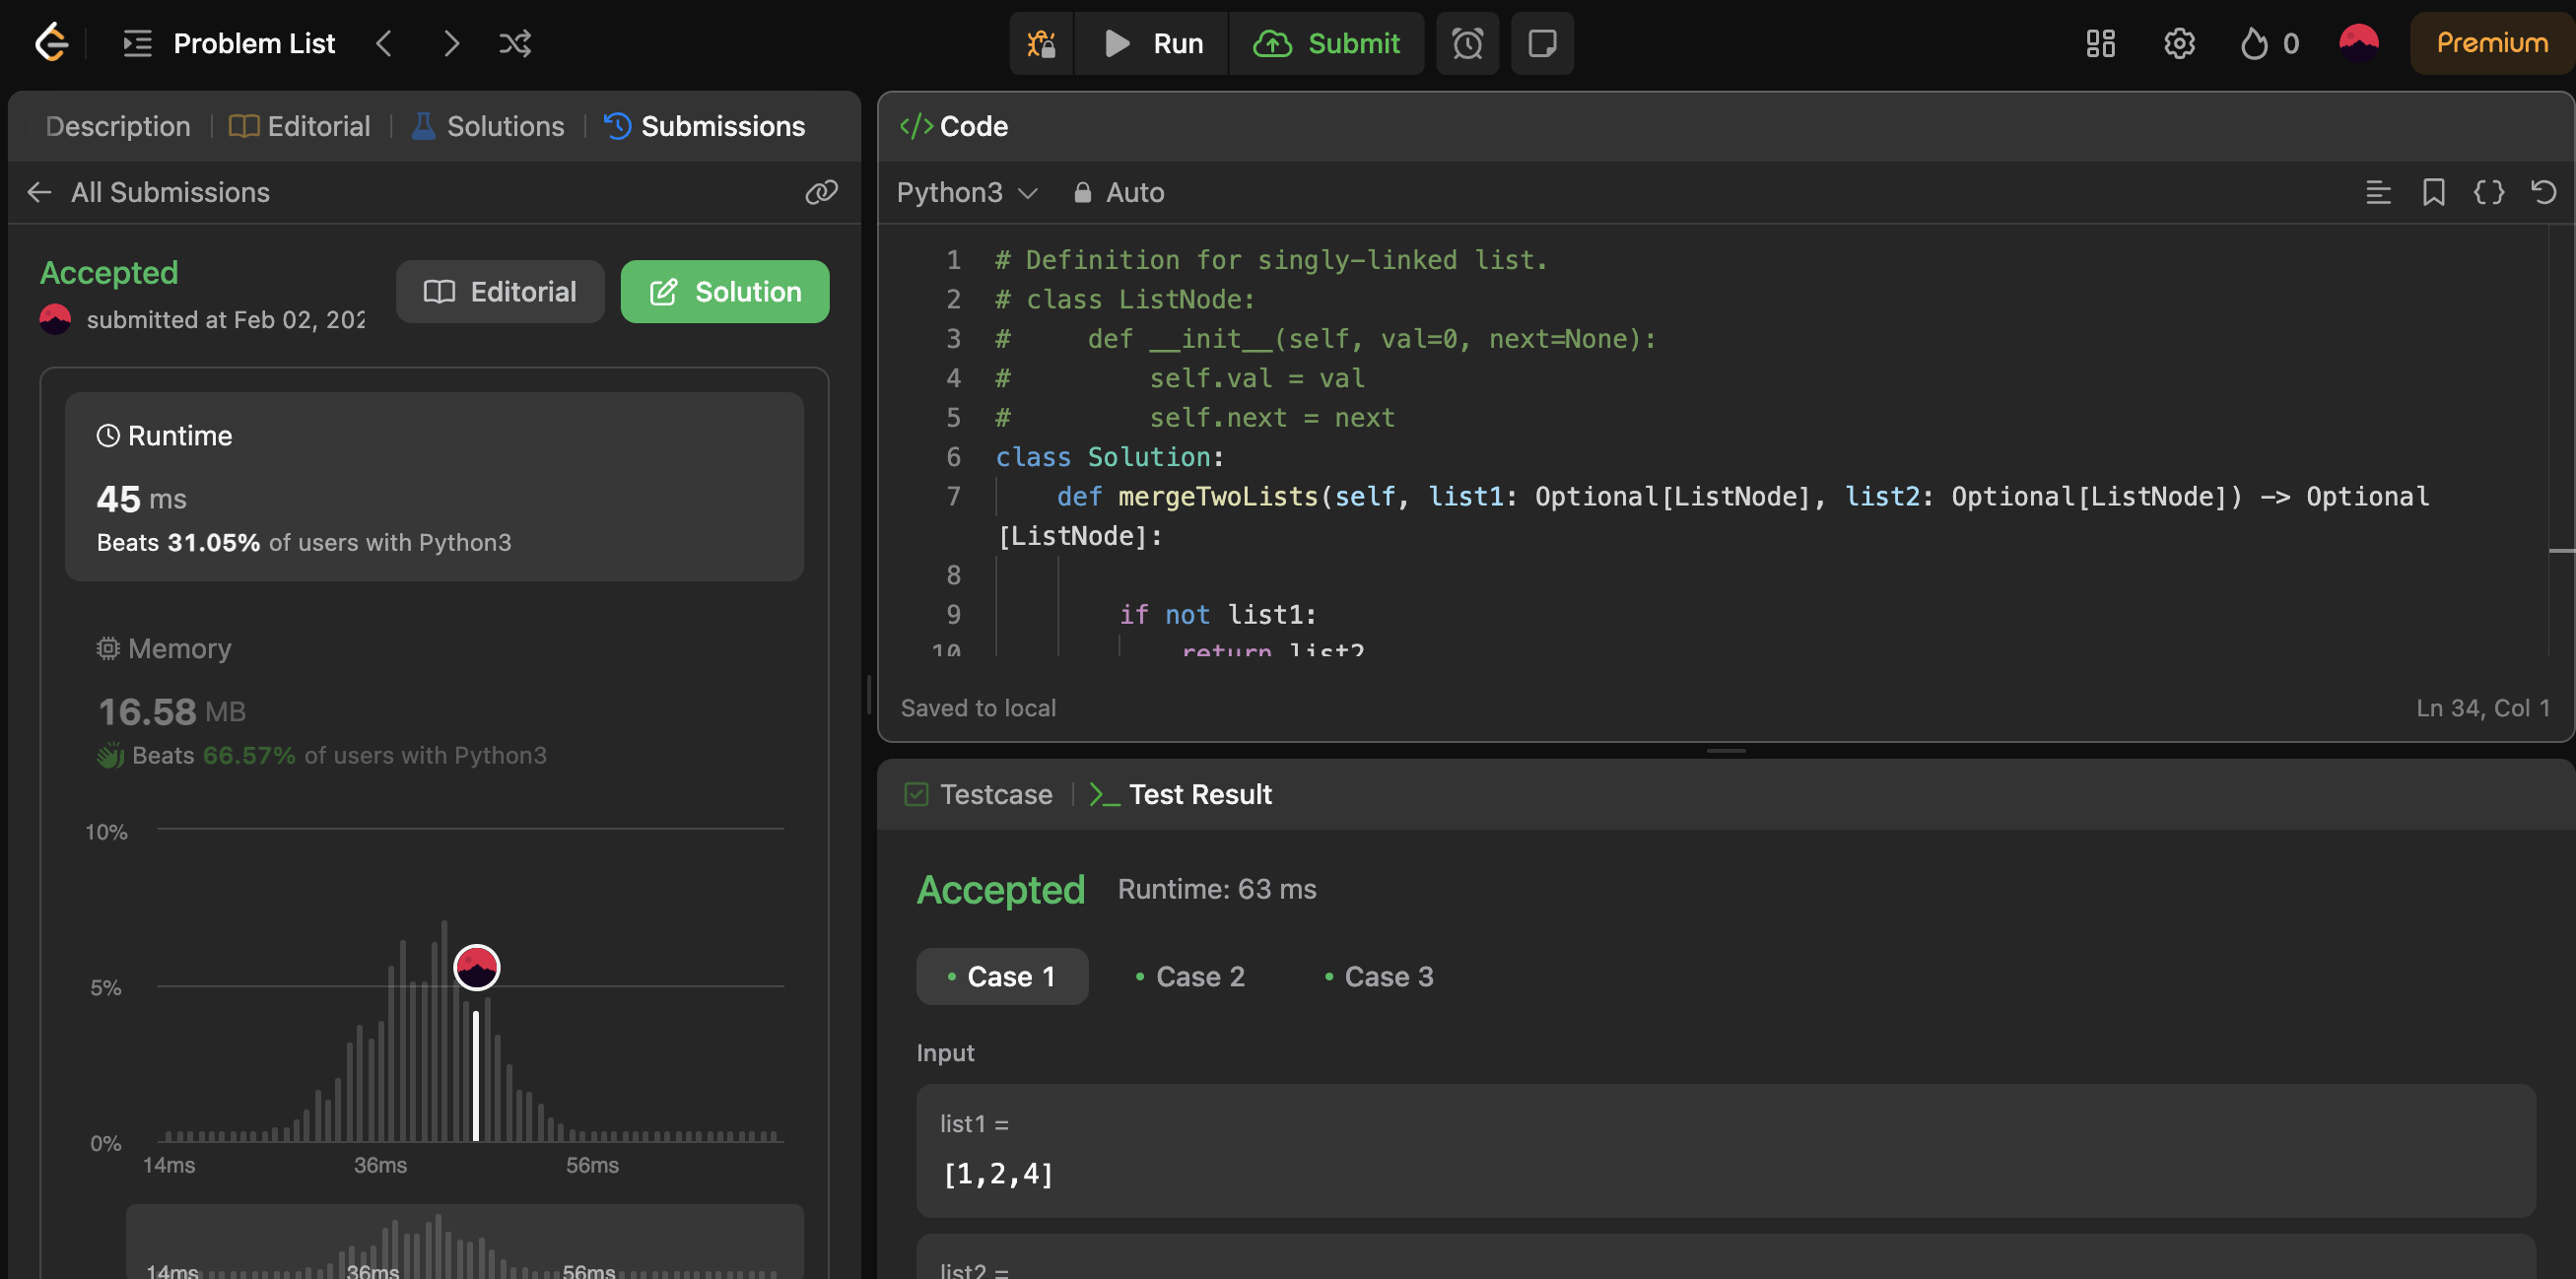 Problem List
Run
Submit
0
Premium
Description
Editorial
Solutions
Submissions
All Submissions
Accepted
submitted at Feb 02, 202
Editorial
Solution
Runtime
45 ms
Beats 31.05% of users with Python3
Memory
16.58 MB
Beats 66.57% of users with Python3
10%
5%
0%
14ms 36ms 56ms
14ms 36ms 56ms
</> Code
Python3 Auto
1 # Definition for singly-linked list.
2 # class ListNode:
3 #     def __init__(self, val=0, next=None):
4 #         self.val = val
5 #         self.next = next
6 class Solution:
7     def mergeTwoLists(self, list1: Optional[ListNode], list2: Optional[ListNode]) -> Optional
[ListNode]:
8
9         if not list1:
10             return list2
Saved to local
Ln 34, Col 1
Testcase
>_ Test Result
Accepted Runtime: 63 ms
• Case 1 • Case 2 • Case 3
Input
list1 =
[1,2,4]
list2 =